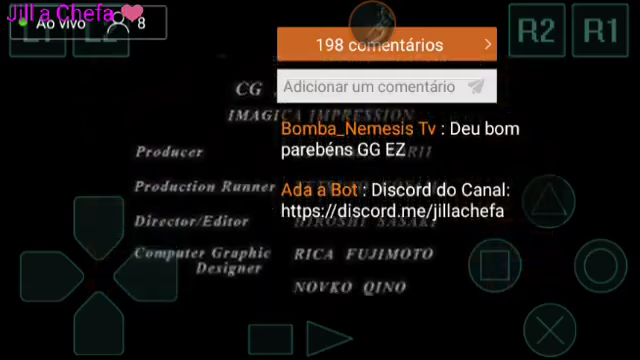 Jill a Chefa ❤
Ao vivo 8
L1 L2 R2 R1
198 comentários
Adicionar um comentário
CG
IMAGICA IMPRESSION
Bomba_Nemesis Tv : Deu bom
parebéns GG EZ
Producer
Ada a Bot : Discord do Canal:
https://discord.me/jillachefa
Production Runner
Director/Editor HIROSHI SASAKI
Computer Graphic
Designer
RICA FUJIMOTO
NOVKO QINO